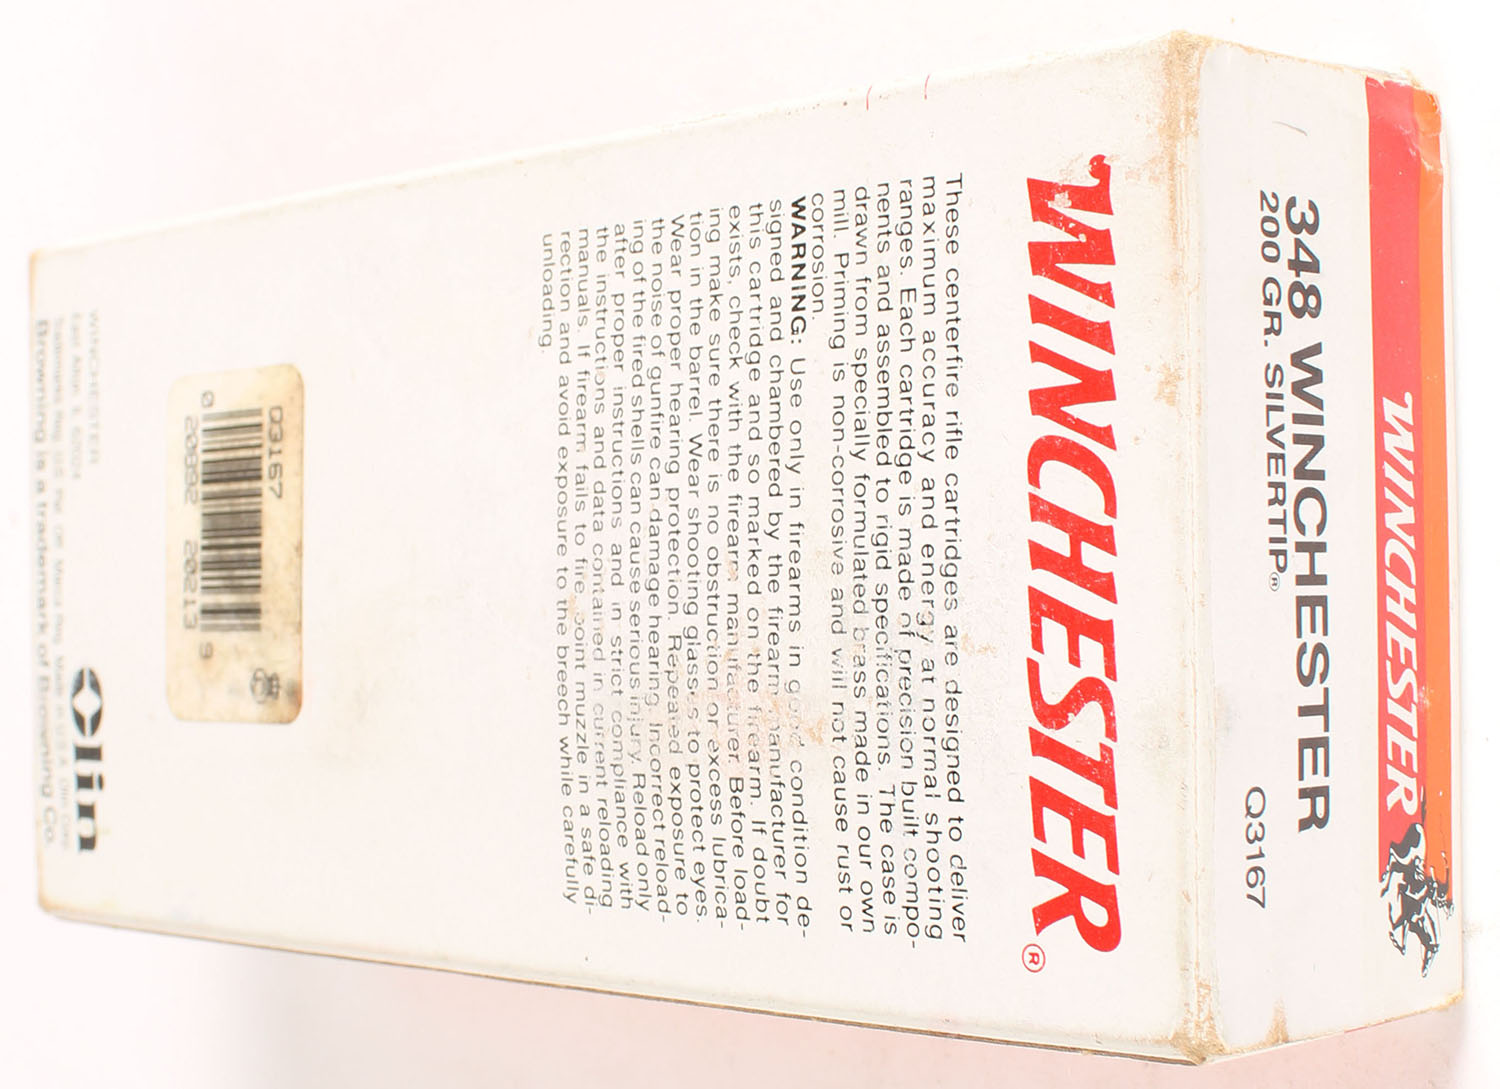 WINCHESTER
348 WINCHESTER
200 GR. SILVERTIP®
Q3167
WINCHESTER®
These centerfire rifle cartridges are designed to deliver
maximum accuracy and energy at normal shooting
ranges. Each cartridge is made of precision built compo-
nents and assembled to rigid specifications. The case is
drawn from specially formulated brass made in our own
mill. Priming is non-corrosive and will not cause rust or
corrosion.
WARNING: Use only in firearms in good condition de-
signed and chambered by the firearm manufacturer for
this cartridge and so marked on the firearm. If doubt
exists, check with the firearm manufacturer. Before load-
ing make sure there is no obstruction or excess lubrica-
tion in the barrel. Wear shooting glasses to protect eyes.
Wear proper hearing protection. Repeated exposure to
the noise of gunfire can damage hearing. Incorrect reload-
ing of the fired shells can cause serious injury. Reload only
after proper instructions and in strict compliance with
the instructions and data contained in current reloading
manuals. If firearm fails to fire, point muzzle in a safe di-
rection and avoid exposure to the breech while carefully
unloading.
Q3167
0 20892 20213 9
Olin
WINCHESTER
East Alton, IL 62024
Browning is a trademark of Browning Co.